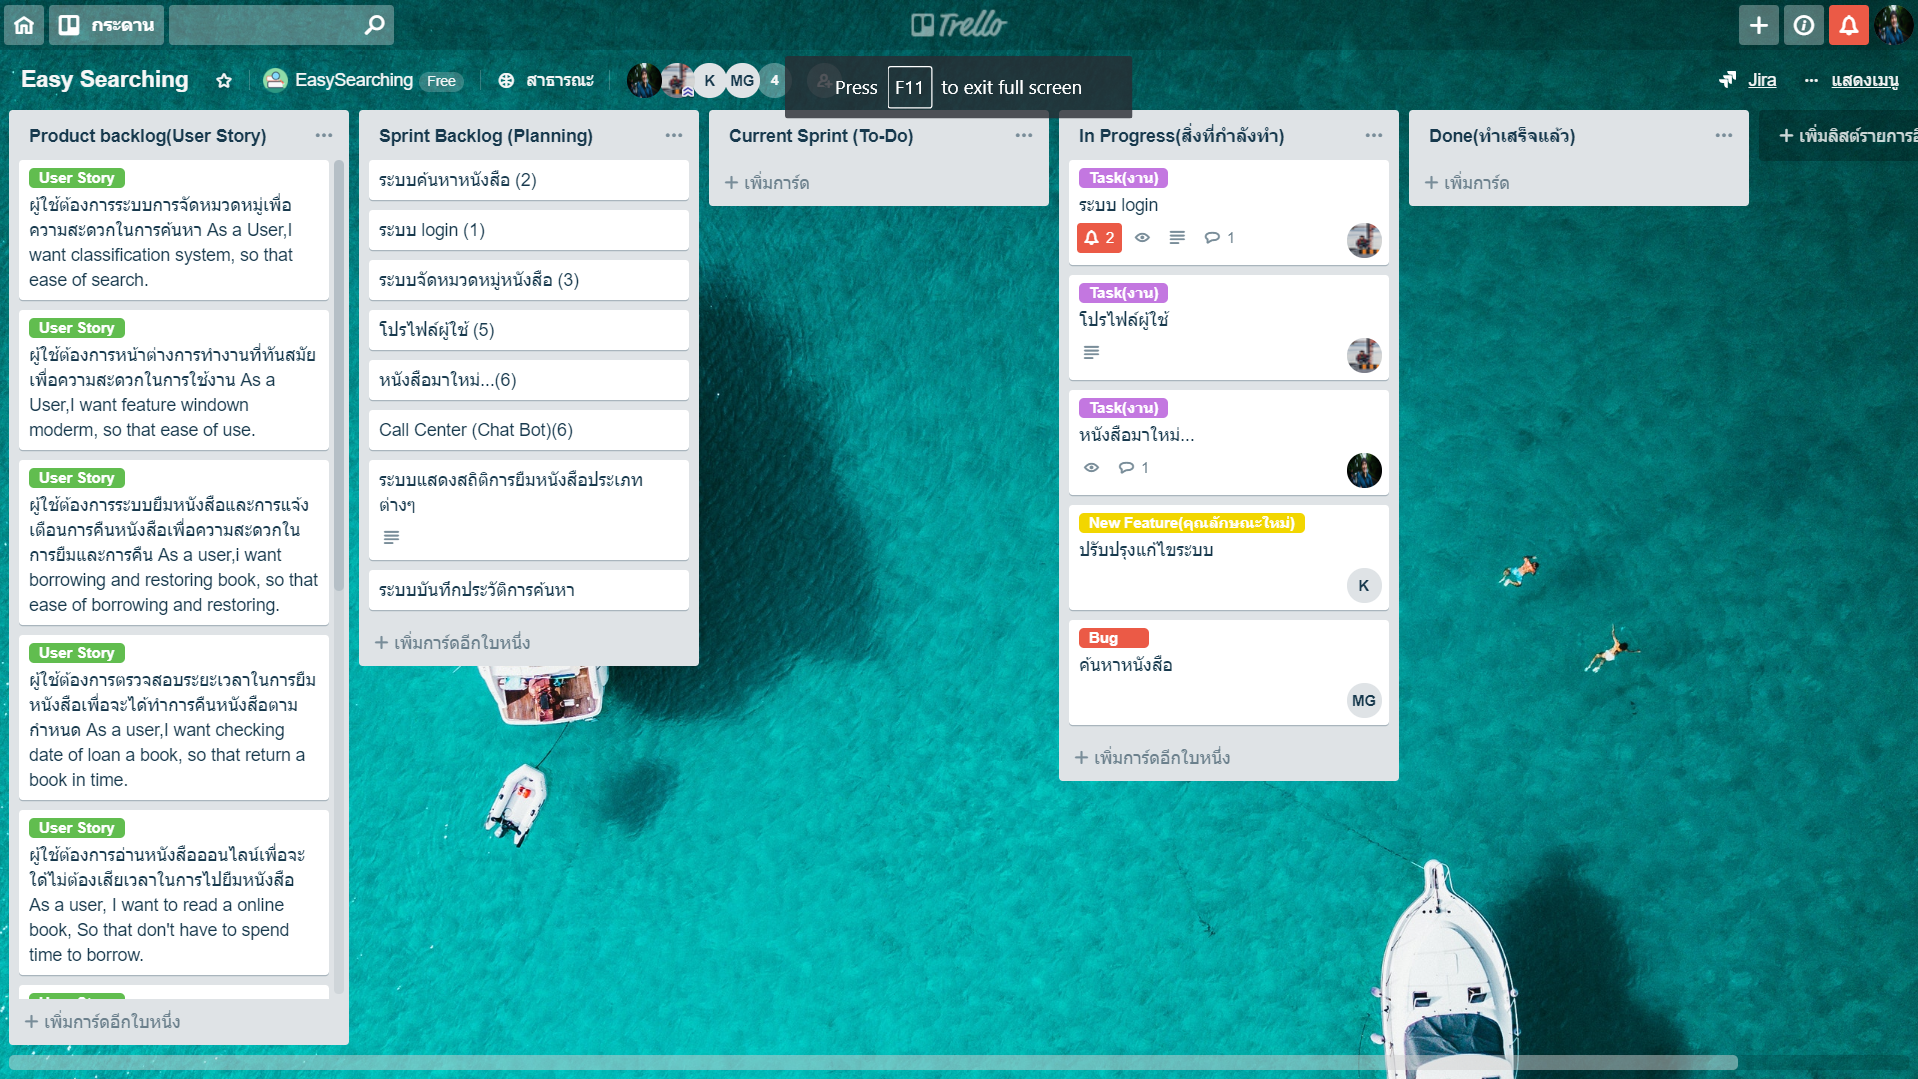 กระดาน
Trello
Easy Searching
EasySearching Free
สาธารณะ
K
MG
4
Press F11 to exit full screen
Jira
แสดงเมนู
Product backlog(User Story)
User Story
ผู้ใช้ต้องการระบบการจัดหมวดหมู่เพื่อ
ความสะดวกในการค้นหา As a User,I
want classification system, so that
ease of search.
User Story
ผู้ใช้ต้องการหน้าต่างการทำงานที่ทันสมัย
เพื่อความสะดวกในการใช้งาน As a
User,I want feature windown
moderm, so that ease of use.
User Story
ผู้ใช้ต้องการระบบยืมหนังสือและการแจ้ง
เตือนการคืนหนังสือเพื่อความสะดวกใน
การยืมและการคืน As a user,i want
borrowing and restoring book, so that
ease of borrowing and restoring.
User Story
ผู้ใช้ต้องการตรวจสอบระยะเวลาในการยืม
หนังสือเพื่อจะได้ทำการคืนหนังสือตาม
กำหนด As a user,I want checking
date of loan a book, so that return a
book in time.
User Story
ผู้ใช้ต้องการอ่านหนังสือออนไลน์เพื่อจะ
ได้ไม่ต้องเสียเวลาในการไปยืมหนังสือ
As a user, I want to read a online
book, So that don't have to spend
time to borrow.
+ เพิ่มการ์ดอีกใบหนึ่ง
Sprint Backlog (Planning)
ระบบค้นหาหนังสือ (2)
ระบบ login (1)
ระบบจัดหมวดหมู่หนังสือ (3)
โปรไฟล์ผู้ใช้ (5)
หนังสือมาใหม่...(6)
Call Center (Chat Bot)(6)
ระบบแสดงสถิติการยืมหนังสือประเภท
ต่างๆ
ระบบบันทึกประวัติการค้นหา
+ เพิ่มการ์ดอีกใบหนึ่ง
Current Sprint (To-Do)
+ เพิ่มการ์ด
In Progress(สิ่งที่กำลังทำ)
Task(งาน)
ระบบ login
2
1
Task(งาน)
โปรไฟล์ผู้ใช้
Task(งาน)
หนังสือมาใหม่...
1
New Feature(คุณลักษณะใหม่)
ปรับปรุงแก้ไขระบบ
K
Bug
ค้นหาหนังสือ
MG
+ เพิ่มการ์ดอีกใบหนึ่ง
Done(ทำเสร็จแล้ว)
+ เพิ่มการ์ด
+ เพิ่มลิสต์รายการ